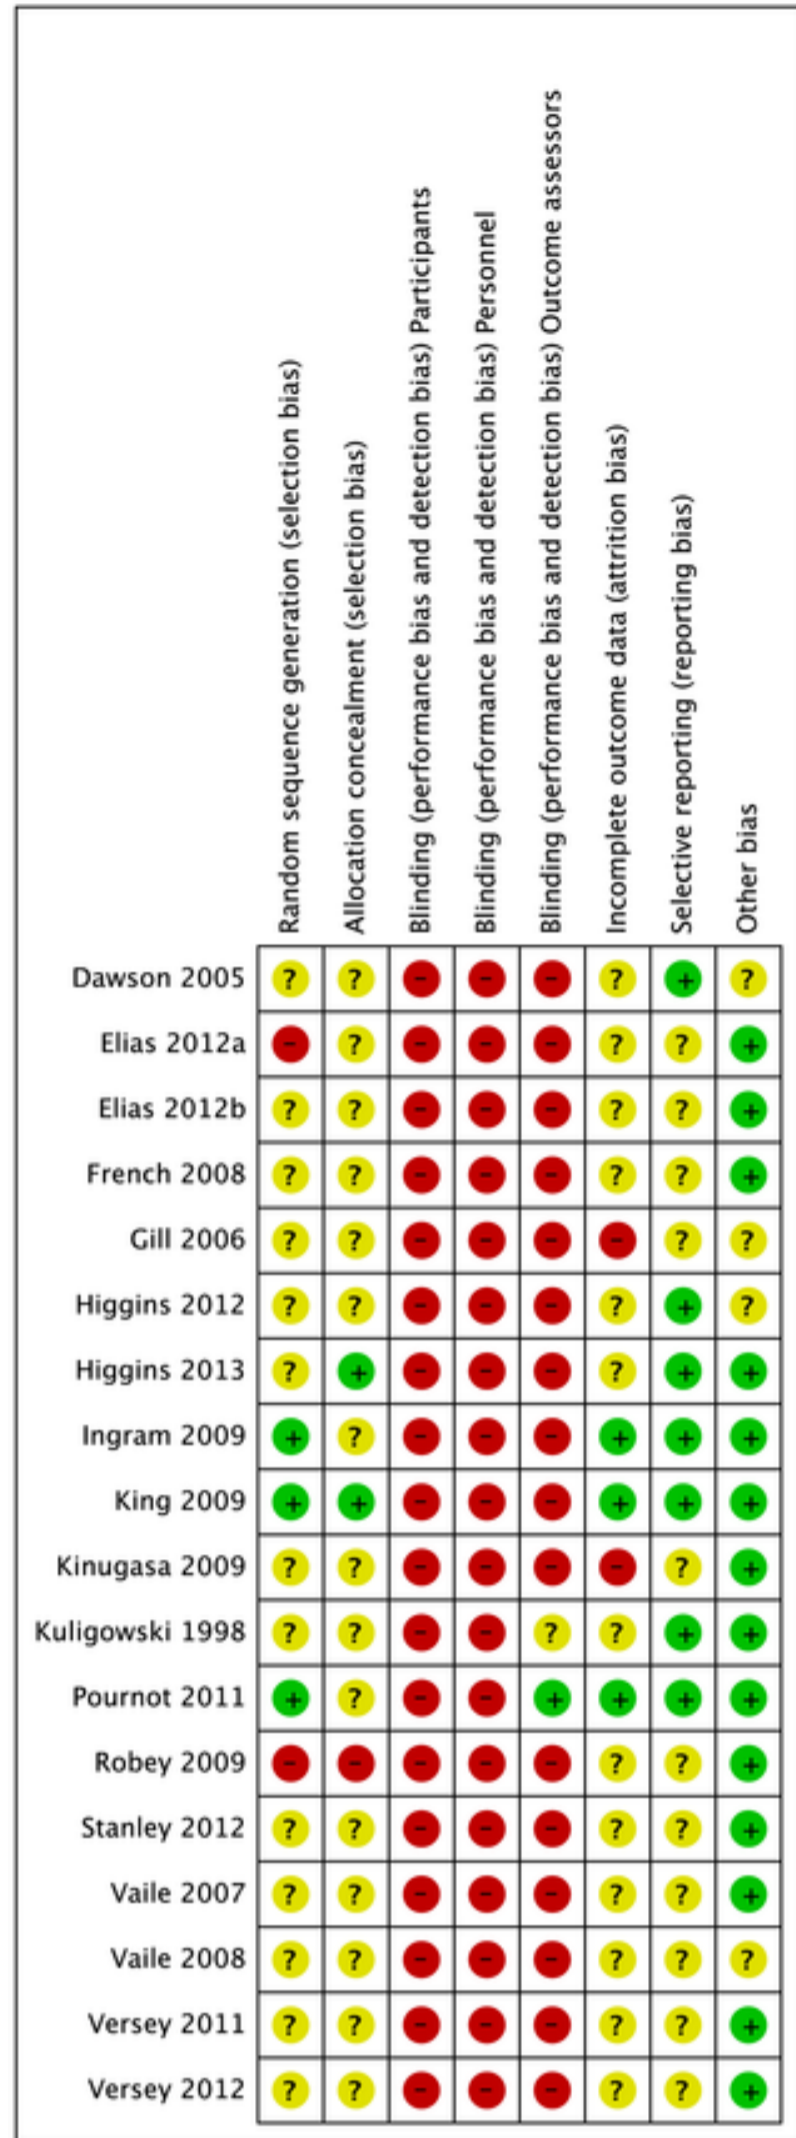 Random sequence generation (selection bias)
Allocation concealment (selection bias)
Blinding (performance bias and detection bias) Participants
Blinding (performance bias and detection bias) Personnel
Blinding (performance bias and detection bias) Outcome assessors
Incomplete outcome data (attrition bias)
Selective reporting (reporting bias)
Other bias
Dawson 2005 ? ? - - - ? + ?
Elias 2012a - ? - - - ? ? +
Elias 2012b ? ? - - - ? ? +
French 2008 ? ? - - - ? ? +
Gill 2006 ? ? - - - - ? ?
Higgins 2012 ? ? - - - ? + ?
Higgins 2013 ? + - - - ? + +
Ingram 2009 + ? - - - + + +
King 2009 + + - - - + + +
Kinugasa 2009 ? ? - - - - ? +
Kuligowski 1998 ? ? - - ? ? + +
Pournot 2011 + ? - - + + + +
Robey 2009 - - - - - ? ? +
Stanley 2012 ? ? - - - ? ? +
Vaile 2007 ? ? - - - ? ? +
Vaile 2008 ? ? - - - ? ? ?
Versey 2011 ? ? - - - ? ? +
Versey 2012 ? ? - - - ? ? +